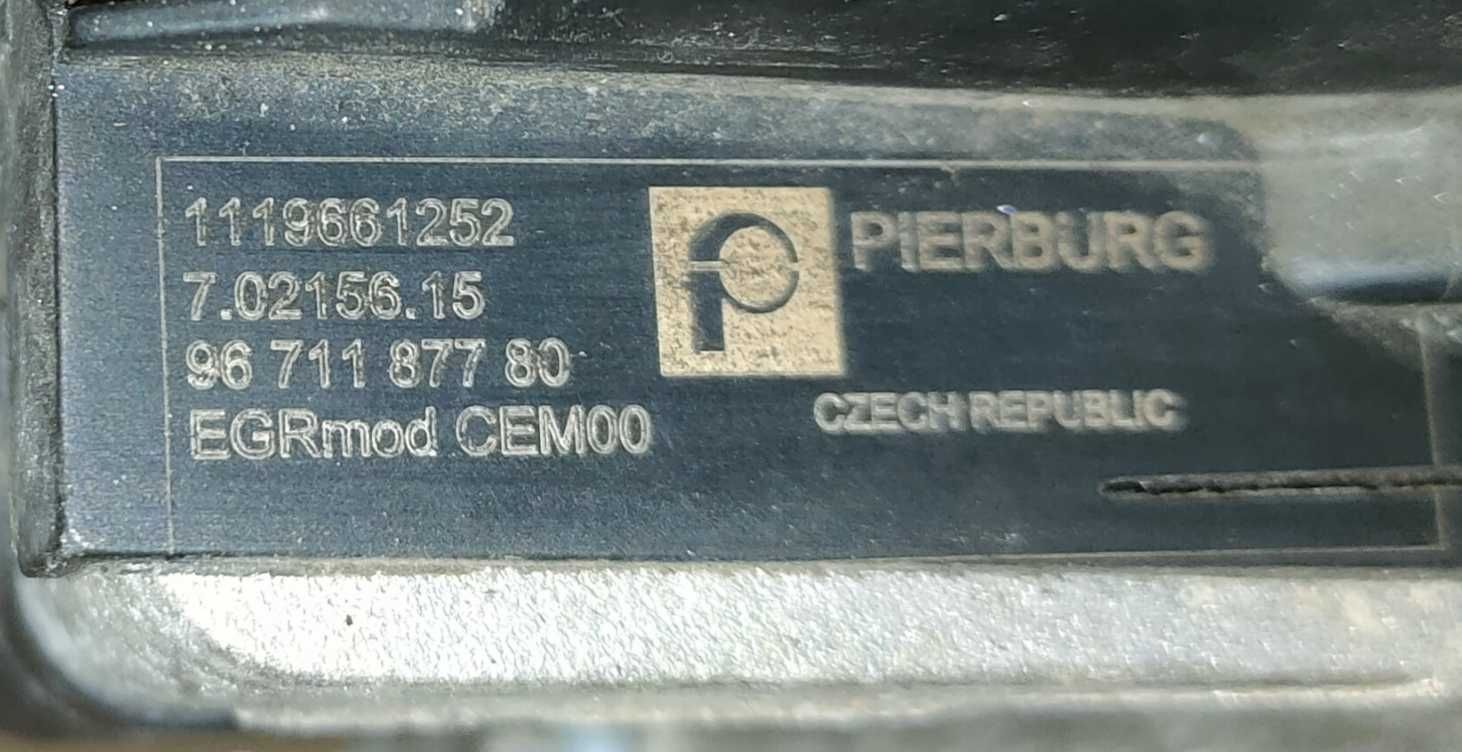 1119661252
7.02156.15
96 711 877 80
EGRmod CEM00
PIERBURG
CZECH REPUBLIC